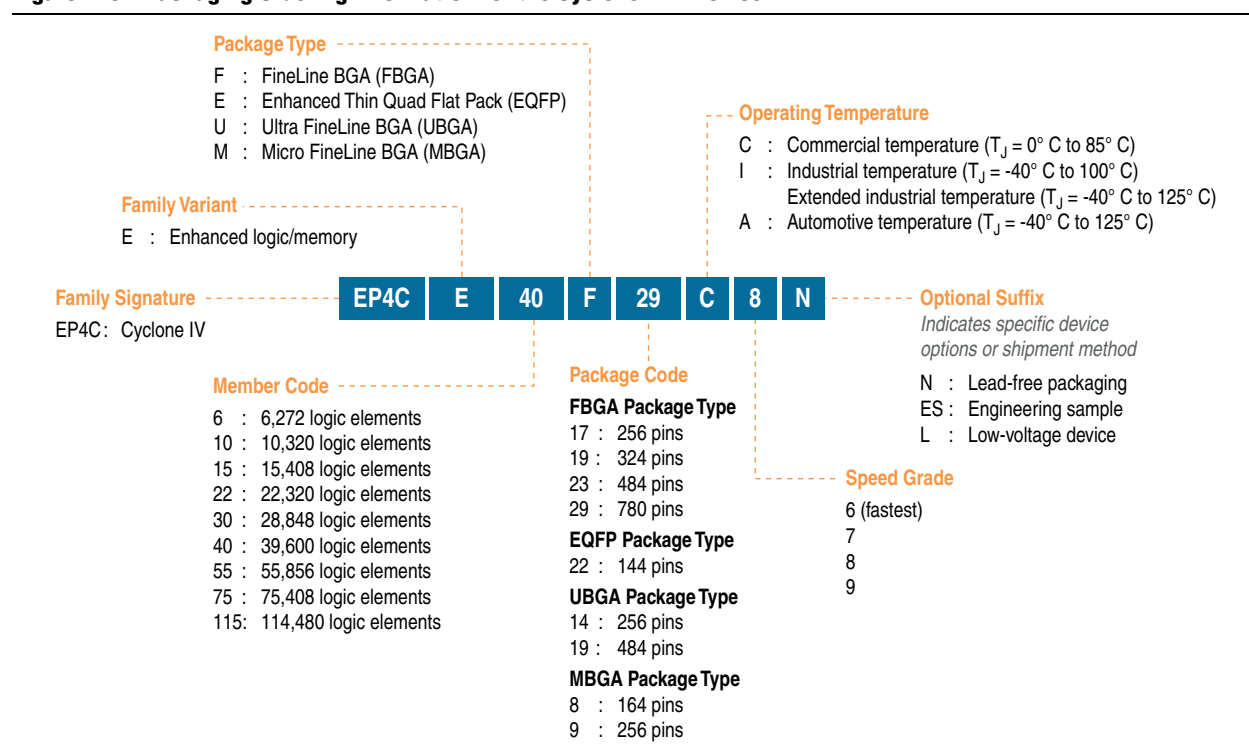 Package Type
F : FineLine BGA (FBGA)
E : Enhanced Thin Quad Flat Pack (EQFP)
U : Ultra FineLine BGA (UBGA)
M : Micro FineLine BGA (MBGA)
Operating Temperature
C : Commercial temperature (TJ = 0° C to 85° C)
I : Industrial temperature (TJ = -40° C to 100° C)
Extended industrial temperature (TJ = -40° C to 125° C)
A : Automotive temperature (TJ = -40° C to 125° C)
Family Variant
E : Enhanced logic/memory
Family Signature
EP4C : Cyclone IV
EP4C E 40 F 29 C 8 N
Optional Suffix
Indicates specific device
options or shipment method
N : Lead-free packaging
ES : Engineering sample
L : Low-voltage device
Member Code
6 : 6,272 logic elements
10 : 10,320 logic elements
15 : 15,408 logic elements
22 : 22,320 logic elements
30 : 28,848 logic elements
40 : 39,600 logic elements
55 : 55,856 logic elements
75 : 75,408 logic elements
115: 114,480 logic elements
Package Code
FBGA Package Type
17 : 256 pins
19 : 324 pins
23 : 484 pins
29 : 780 pins
EQFP Package Type
22 : 144 pins
UBGA Package Type
14 : 256 pins
19 : 484 pins
MBGA Package Type
8 : 164 pins
9 : 256 pins
Speed Grade
6 (fastest)
7
8
9